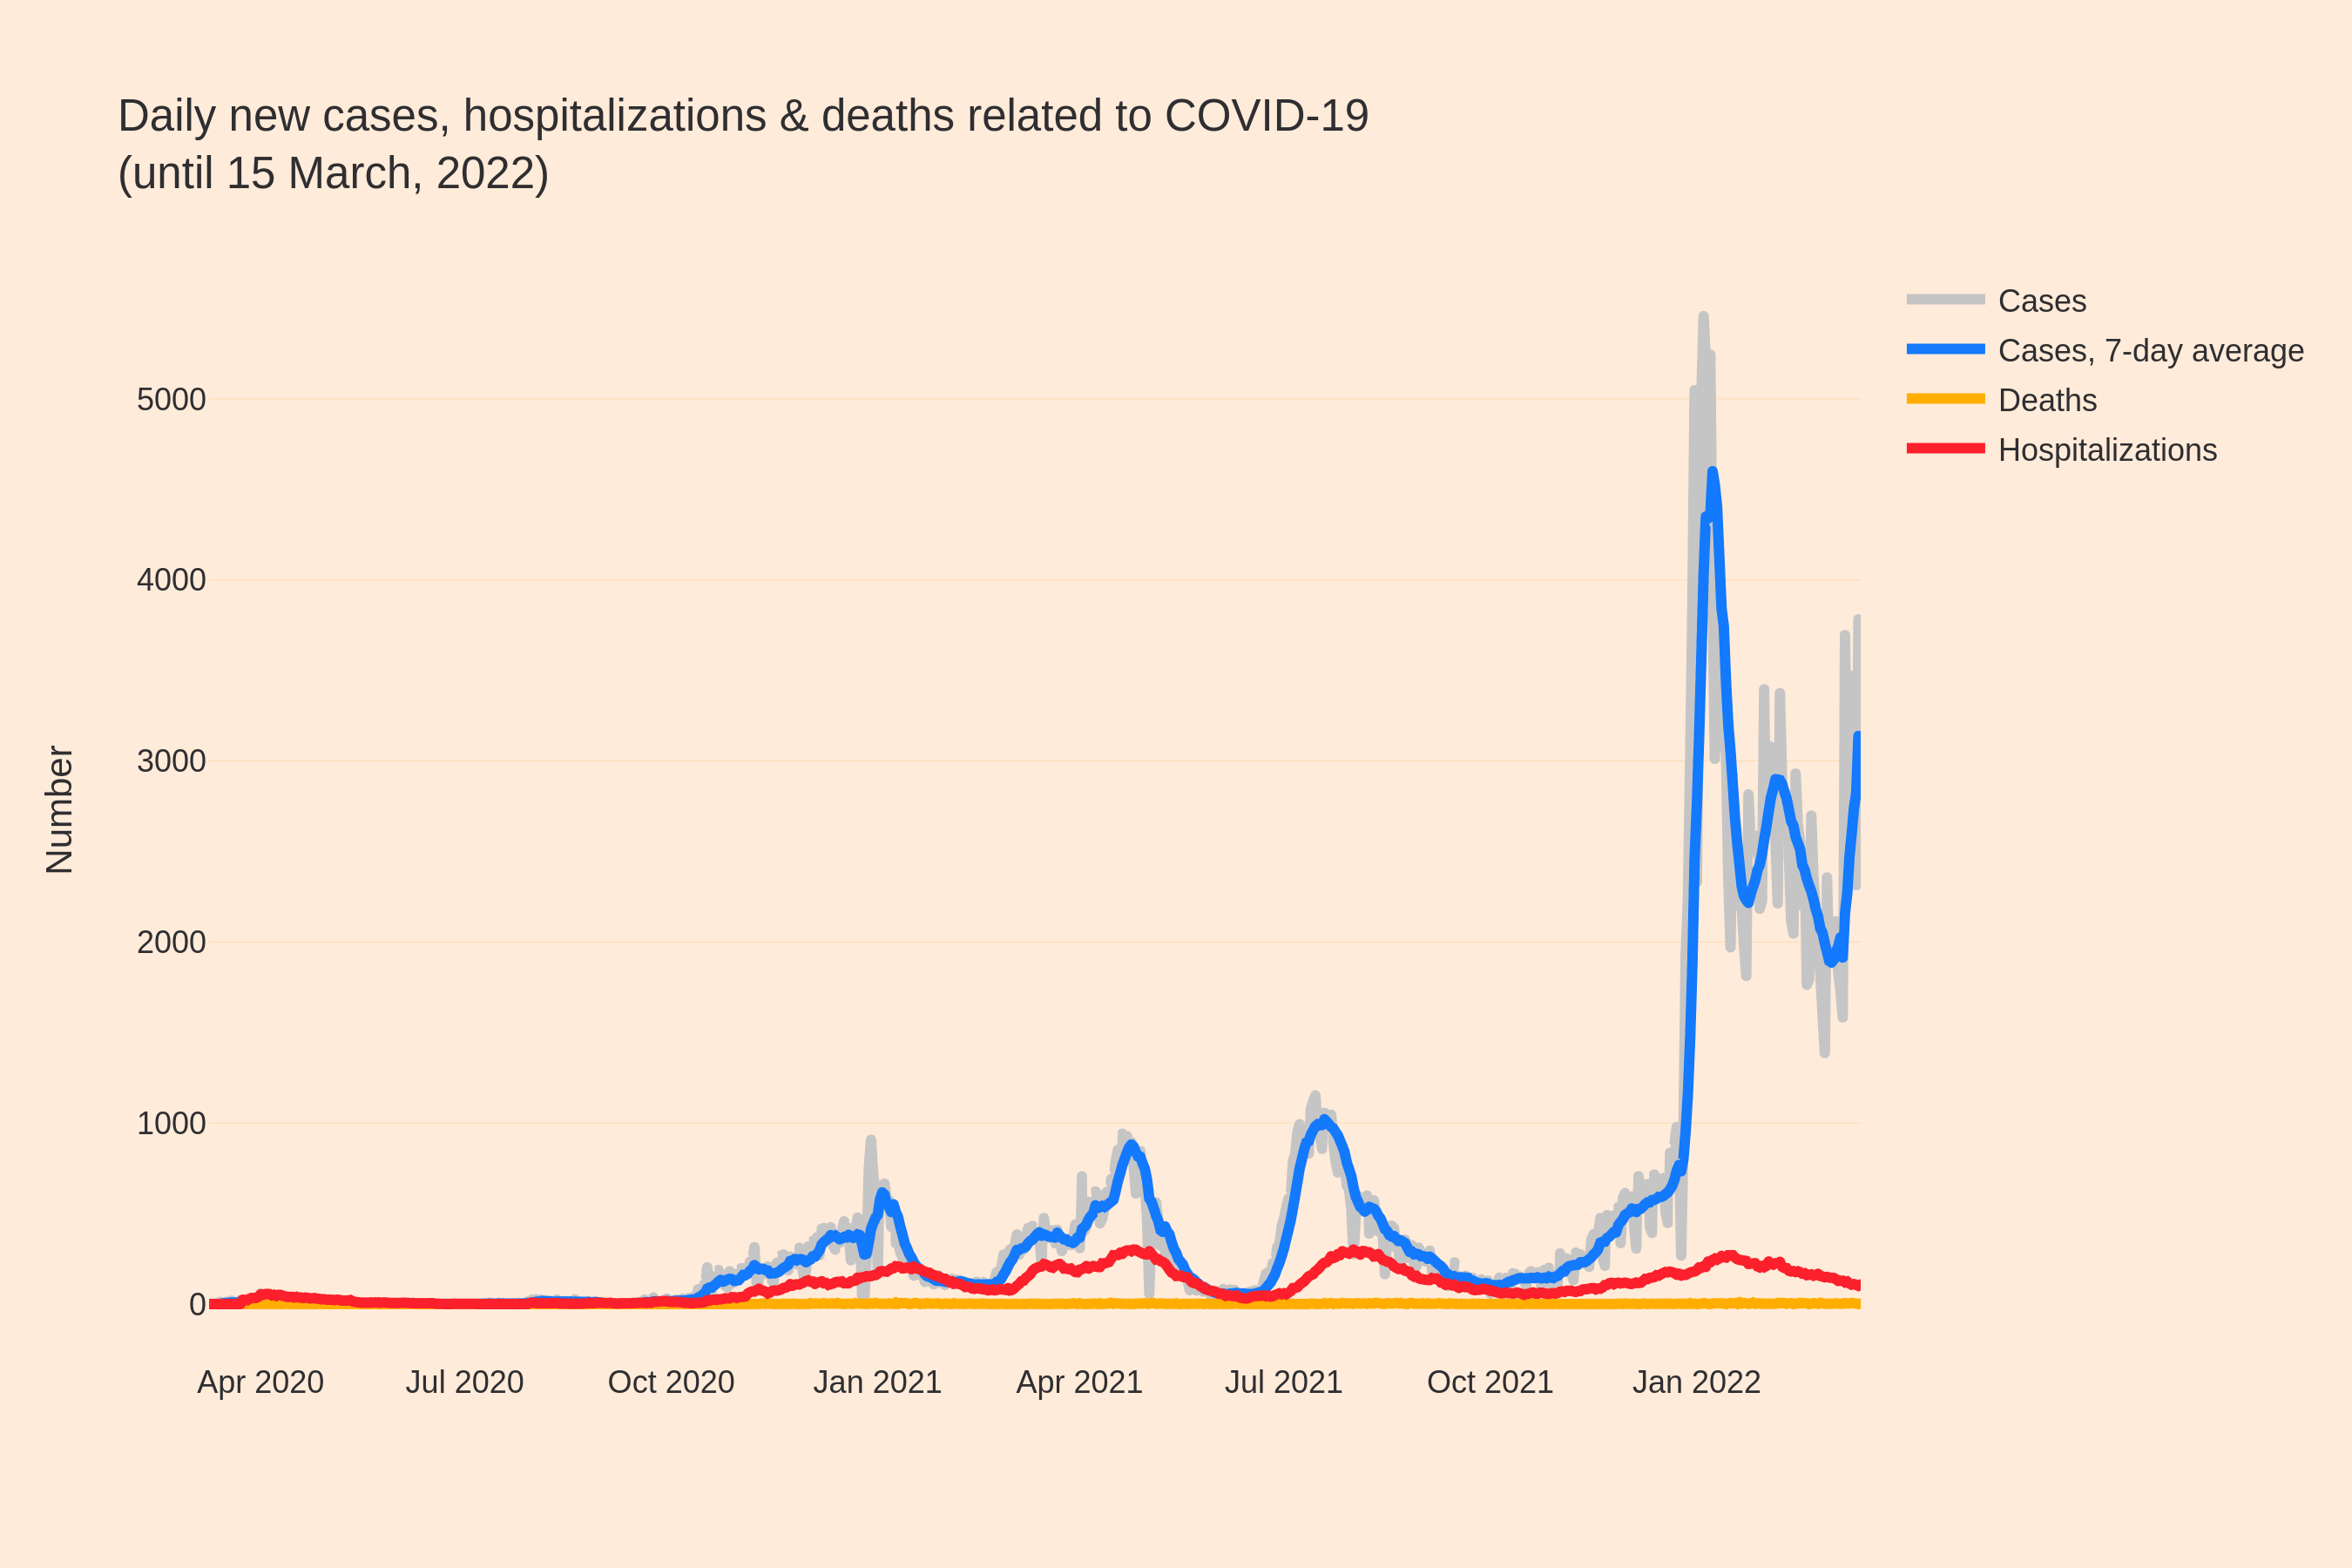 Daily new cases, hospitalizations & deaths related to COVID-19
(until 15 March, 2022)
Cases
Cases, 7-day average
Deaths
Hospitalizations
Number
5000
4000
3000
2000
1000
0
Apr 2020
Jul 2020
Oct 2020
Jan 2021
Apr 2021
Jul 2021
Oct 2021
Jan 2022